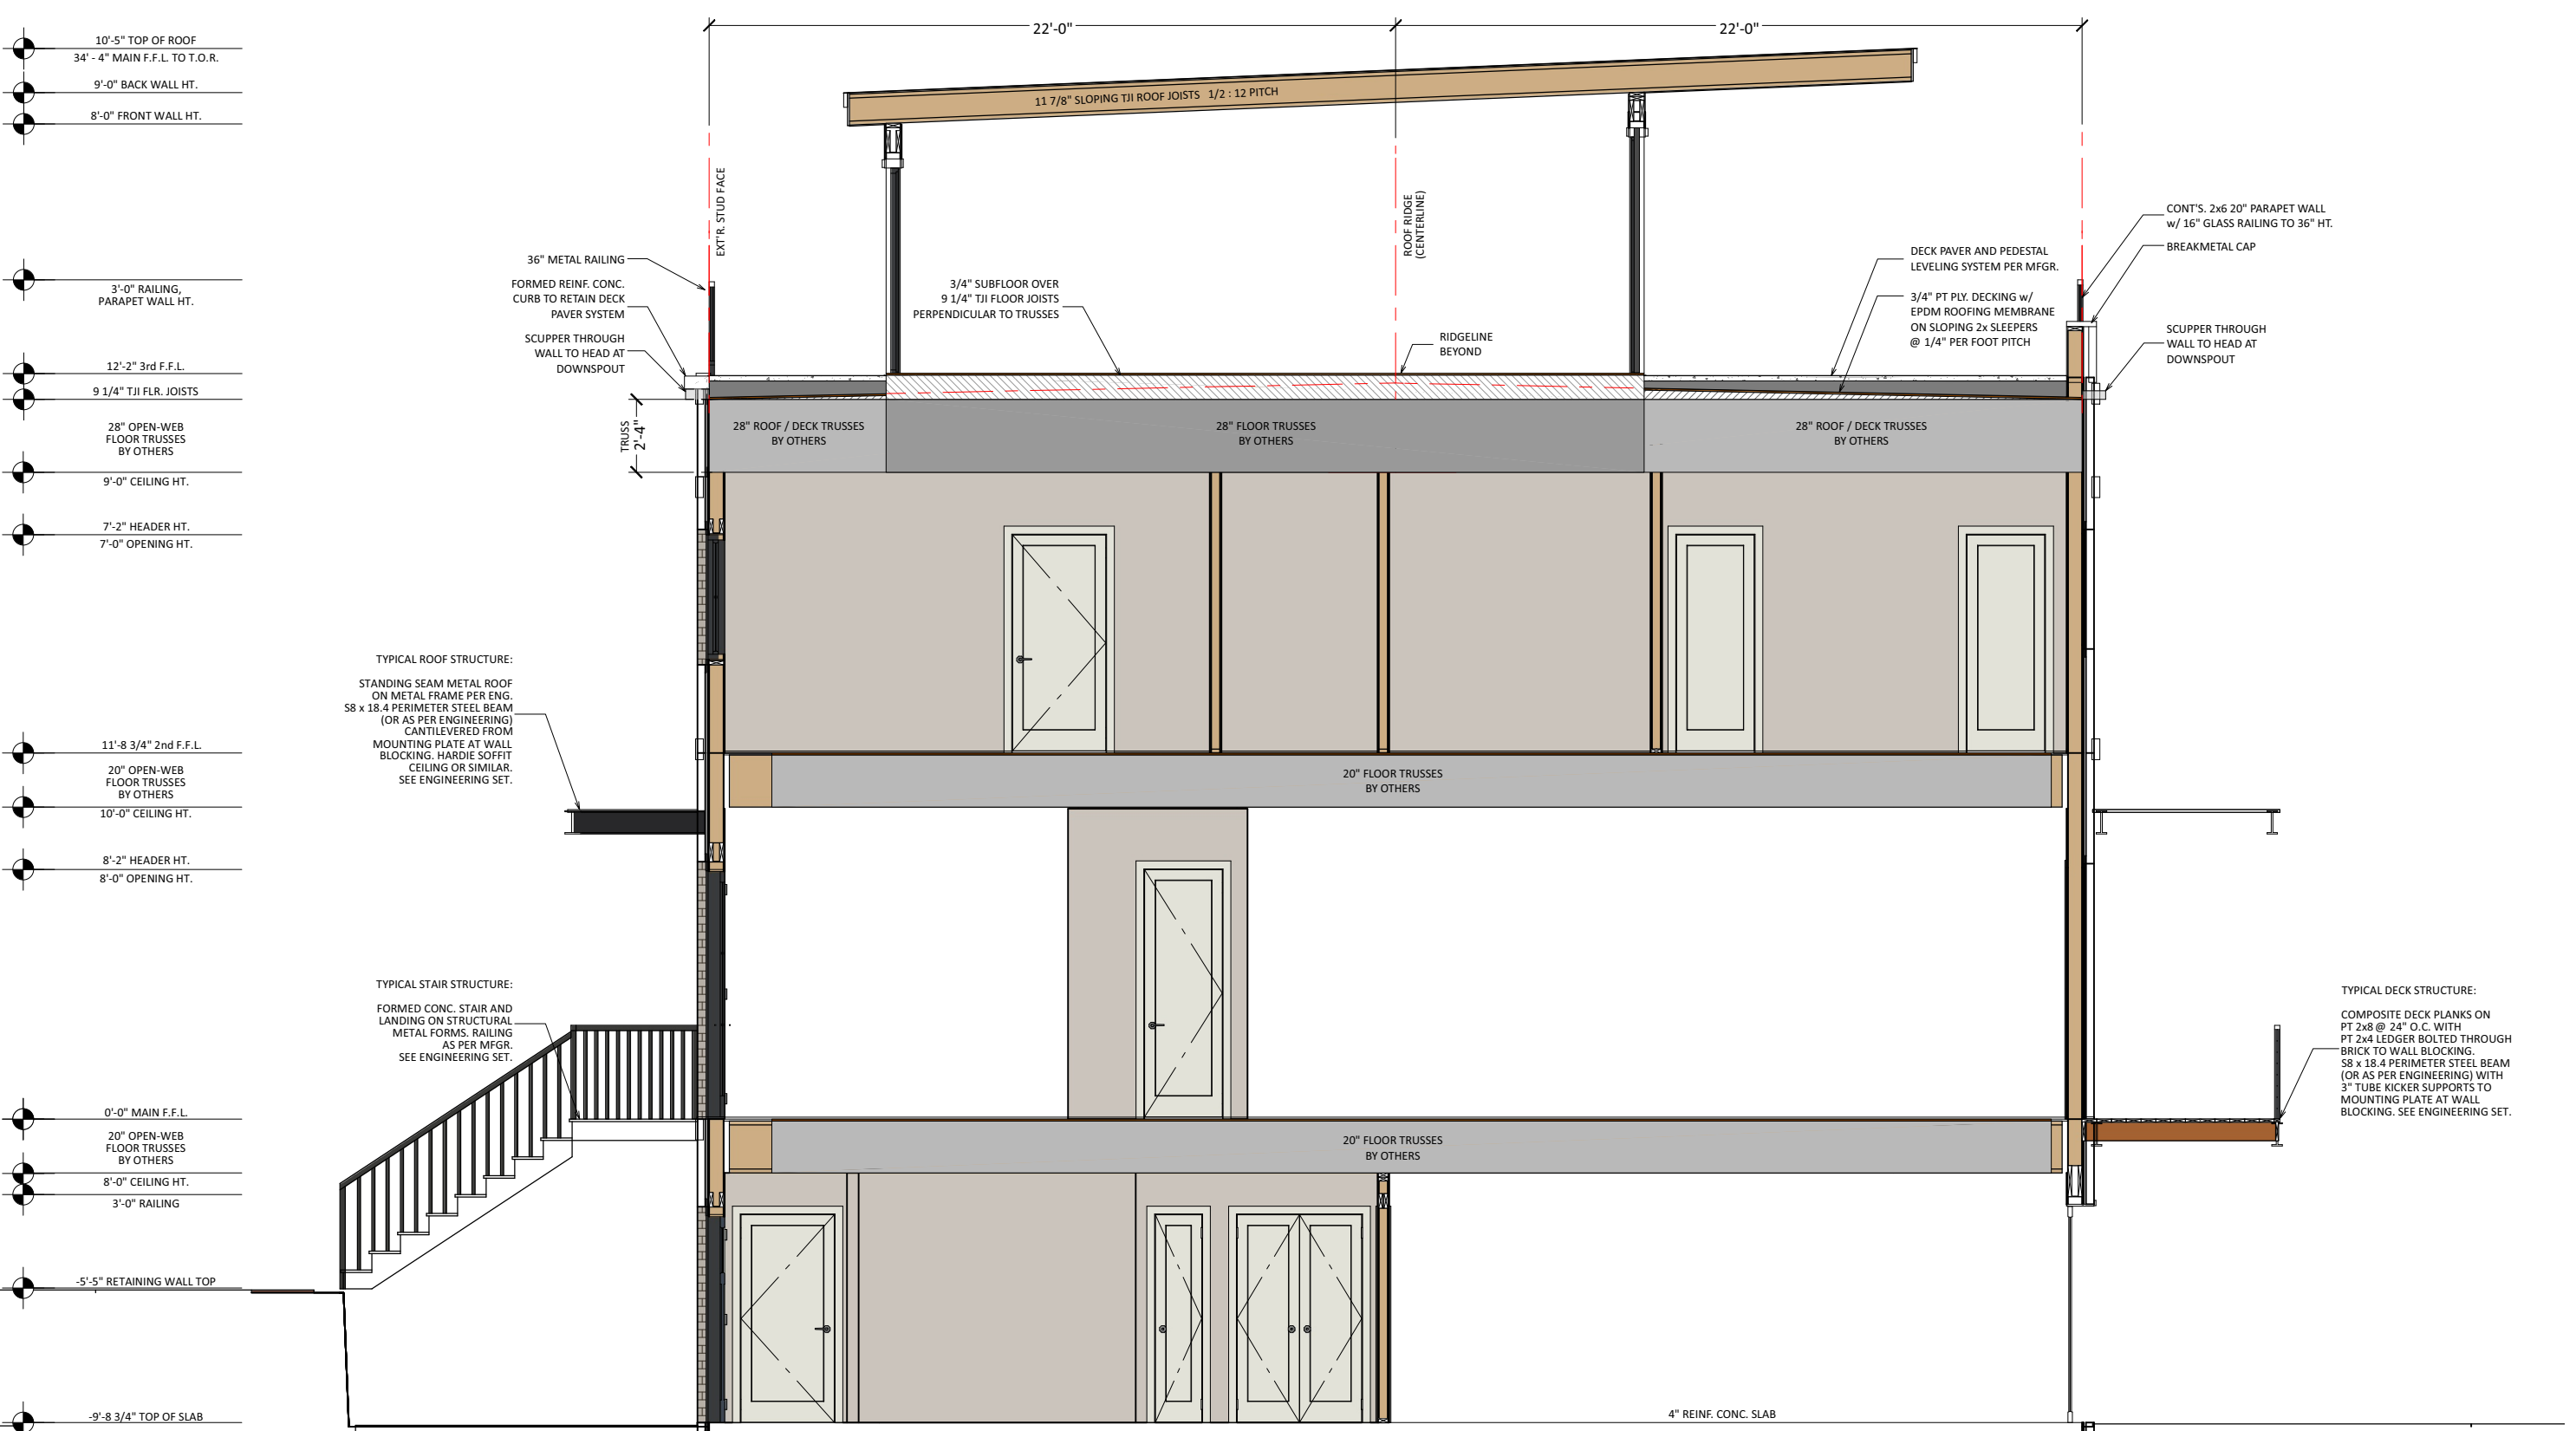 22'-0"
22'-0"
10'-5" TOP OF ROOF
34' - 4" MAIN F.F.L. TO T.O.R.
9'-0" BACK WALL HT.
8'-0" FRONT WALL HT.
3'-0" RAILING,
PARAPET WALL HT.
12'-2" 3rd F.F.L.
9 1/4" TJI FLR. JOISTS
28" OPEN-WEB
FLOOR TRUSSES
BY OTHERS
9'-0" CEILING HT.
7'-2" HEADER HT.
7'-0" OPENING HT.
11'-8 3/4" 2nd F.F.L.
20" OPEN-WEB
FLOOR TRUSSES
BY OTHERS
10'-0" CEILING HT.
8'-2" HEADER HT.
8'-0" OPENING HT.
0'-0" MAIN F.F.L.
20" OPEN-WEB
FLOOR TRUSSES
BY OTHERS
8'-0" CEILING HT.
3'-0" RAILING
-5'-5" RETAINING WALL TOP
-9'-8 3/4" TOP OF SLAB
11 7/8" SLOPING TJI ROOF JOISTS 1/2 : 12 PITCH
EXT'R. STUD FACE
ROOF RIDGE
(CENTERLINE)
36" METAL RAILING
FORMED REINF. CONC.
CURB TO RETAIN DECK
PAVER SYSTEM
SCUPPER THROUGH
WALL TO HEAD AT
DOWNSPOUT
3/4" SUBFLOOR OVER
9 1/4" TJI FLOOR JOISTS
PERPENDICULAR TO TRUSSES
RIDGELINE
BEYOND
DECK PAVER AND PEDESTAL
LEVELING SYSTEM PER MFGR.
3/4" PT PLY. DECKING w/
EPDM ROOFING MEMBRANE
ON SLOPING 2x SLEEPERS
@ 1/4" PER FOOT PITCH
CONT'S. 2x6 20" PARAPET WALL
w/ 16" GLASS RAILING TO 36" HT.
BREAKMETAL CAP
SCUPPER THROUGH
WALL TO HEAD AT
DOWNSPOUT
TRUSS
2'-4"
28" ROOF / DECK TRUSSES
BY OTHERS
28" FLOOR TRUSSES
BY OTHERS
28" ROOF / DECK TRUSSES
BY OTHERS
TYPICAL ROOF STRUCTURE:
STANDING SEAM METAL ROOF
ON METAL FRAME PER ENG.
S8 x 18.4 PERIMETER STEEL BEAM
(OR AS PER ENGINEERING)
CANTILEVERED FROM
MOUNTING PLATE AT WALL
BLOCKING. HARDIE SOFFIT
CEILING OR SIMILAR.
SEE ENGINEERING SET.
20" FLOOR TRUSSES
BY OTHERS
TYPICAL STAIR STRUCTURE:
FORMED CONC. STAIR AND
LANDING ON STRUCTURAL
METAL FORMS. RAILING
AS PER MFGR.
SEE ENGINEERING SET.
TYPICAL DECK STRUCTURE:
COMPOSITE DECK PLANKS ON
PT 2x8 @ 24" O.C. WITH
PT 2x4 LEDGER BOLTED THROUGH
BRICK TO WALL BLOCKING.
S8 x 18.4 PERIMETER STEEL BEAM
(OR AS PER ENGINEERING) WITH
3" TUBE KICKER SUPPORTS TO
MOUNTING PLATE AT WALL
BLOCKING. SEE ENGINEERING SET.
20" FLOOR TRUSSES
BY OTHERS
4" REINF. CONC. SLAB